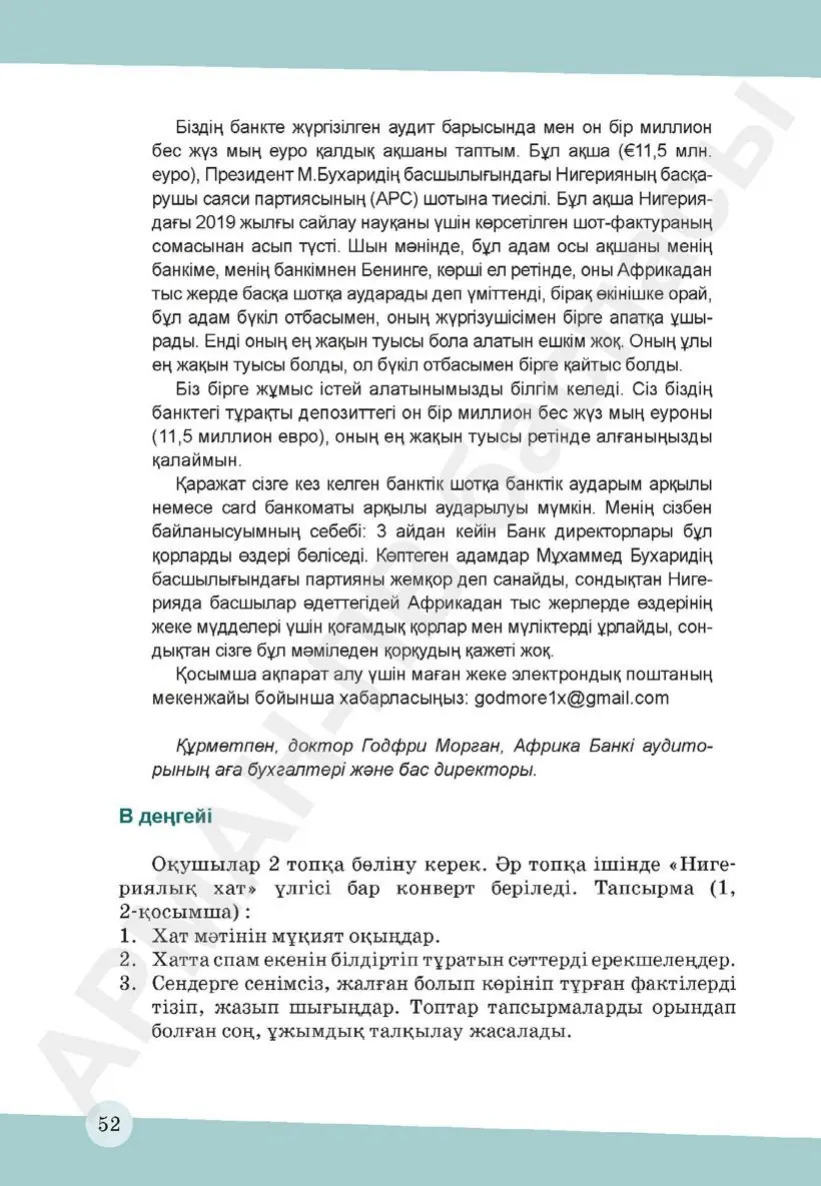 Біздің банкте жүргізілген аудит барысында мен он бір миллион
бес жүз мың еуро қалдық ақшаны таптым. Бұл ақша (€11,5 млн.
еуро), Президент М.Бухаридің басшылығындағы Нигерияның басқа-
рушы саяси партиясының (АРС) шотына тиесілі. Бұл ақша Нигерия-
дағы 2019 жылғы сайлау науқаны үшін көрсетілген шот-фактураның
сомасынан асып түсті. Шын мәнінде, бұл адам осы ақшаны менің
банкіме, менің банкімнен Бенинге, көрші ел ретінде, оны Африкадан
тыс жерде басқа шотқа аударады деп үміттенді, бірақ өкінішке орай,
бұл адам бүкіл отбасымен, оның жүргізушісімен бірге апатқа ұшы-
рады. Енді оның ең жақын туысы бола алатын ешкім жоқ. Оның ұлы
ең жақын туысы болды, ол бүкіл отбасымен бірге қайтыс болды.
Біз бірге жұмыс істей алатынымызды білгім келеді. Сіз біздің
банктегі тұрақты депозиттегі он бір миллион бес жүз мың еуроны
(11,5 миллион евро), оның ең жақын туысы ретінде алғаныңызды
қалаймын.
Қаражат сізге кез келген банктік шотқа банктік аударым арқылы
немесе card банкоматы арқылы аударылуы мүмкін. Менің сізбен
байланысуымның себебі: 3 айдан кейін Банк директорлары бұл
қорларды өздері бөліседі. Көптеген адамдар Мұхаммед Бухаридің
басшылығындағы партияны жемқор деп санайды, сондықтан Ниге-
рияда басшылар әдеттегідей Африкадан тыс жерлерде өздерінің
жеке мүдделері үшін қоғамдық қорлар мен мүліктерді ұрлайды, сон-
дықтан сізге бұл мәміледен қорқудың қажеті жоқ.
Қосымша ақпарат алу үшін маған жеке электрондық поштаның
мекенжайы бойынша хабарласыңыз: godmore1x@gmail.com
Құрметпен, доктор Годфри Морган, Африка Банкі аудито-
рының аға бухгалтері және бас директоры.
В деңгейі
Оқушылар 2 топқа бөліну керек. Әр топқа ішінде «Ниге-
риялық хат» үлгісі бар конверт беріледі. Тапсырма (1,
2-қосымша) :
1. Хат мәтінін мұқият оқыңдар.
2. Хатта спам екенін білдіртіп тұратын сәттерді ерекшелеңдер.
3. Сендерге сенімсіз, жалған болып көрініп тұрған фактілерді
тізіп, жазып шығыңдар. Топтар тапсырмаларды орындап
болған соң, ұжымдық талқылау жасалады.
52
АРМАН-ПВ баспасы